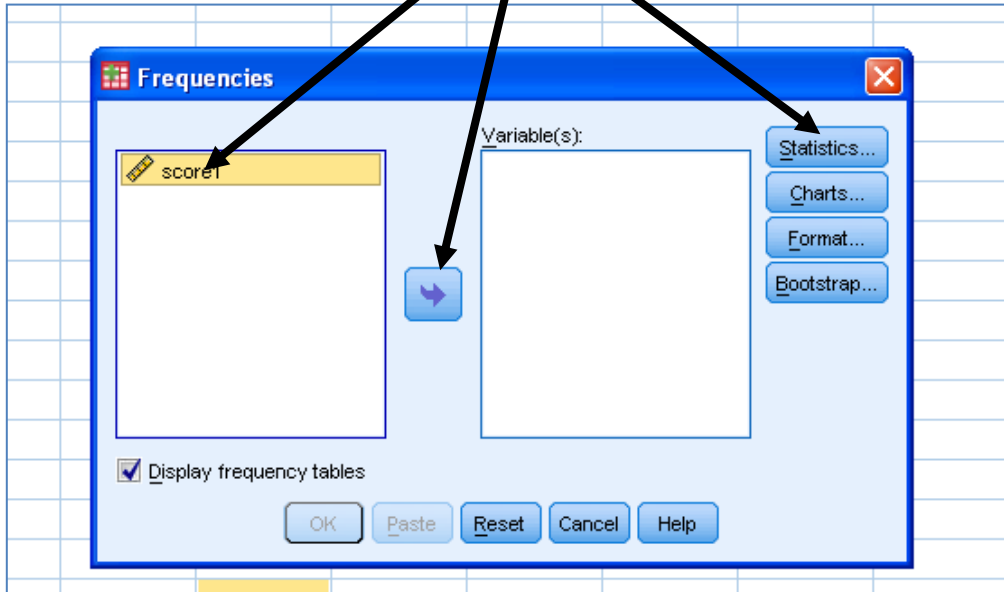 Frequencies
Variable(s):
score1
Statistics...
Charts...
Format...
Bootstrap...
Display frequency tables
OK Paste Reset Cancel Help